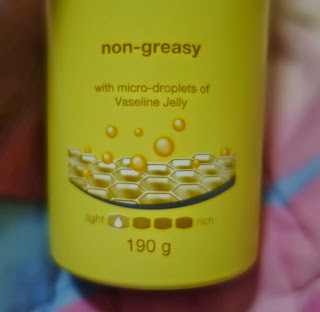 non-greasy
with micro-droplets of
Vaseline Jelly
light rich
190 g